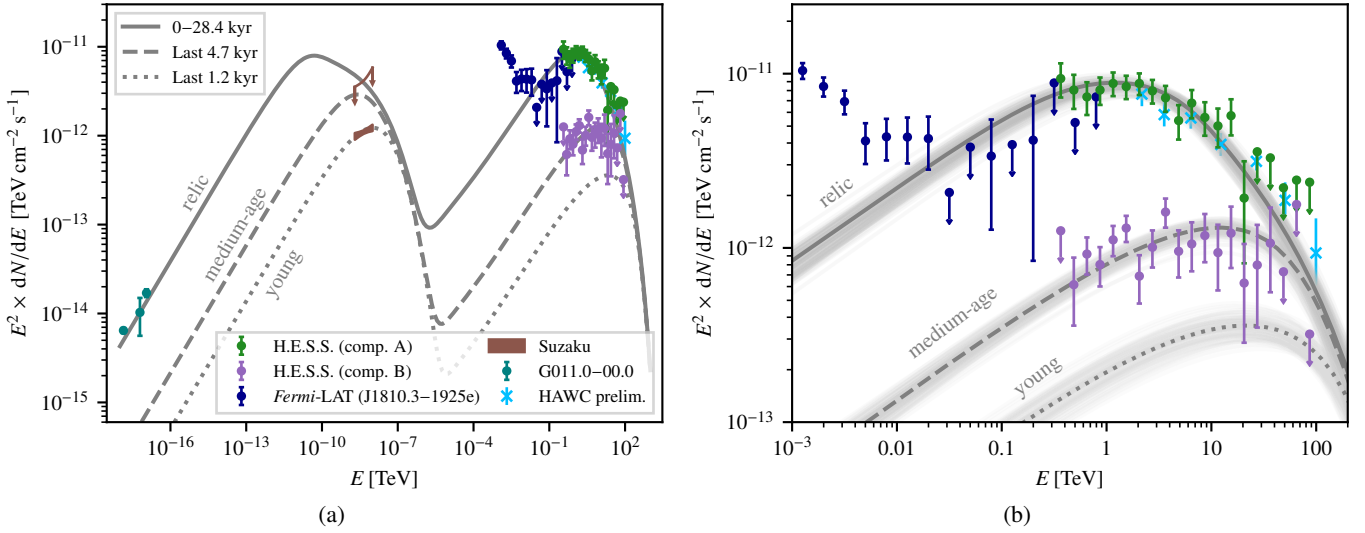 0−28.4 kyr
Last 4.7 kyr
Last 1.2 kyr
relic
medium-age
young
H.E.S.S. (comp. A)
H.E.S.S. (comp. B)
Fermi-LAT (J1810.3−1925e)
Suzaku
G011.0−00.0
HAWC prelim.
10⁻¹¹
10⁻¹²
10⁻¹³
10⁻¹⁴
10⁻¹⁵
E² × dN/dE [TeV cm⁻² s⁻¹]
10⁻¹⁶ 10⁻¹³ 10⁻¹⁰ 10⁻⁷ 10⁻⁴ 10⁻¹ 10²
E [TeV]
(a)
10⁻¹¹
10⁻¹²
10⁻¹³
E² × dN/dE [TeV cm⁻² s⁻¹]
relic
medium-age
young
10⁻³ 0.01 0.1 1 10 100
E [TeV]
(b)